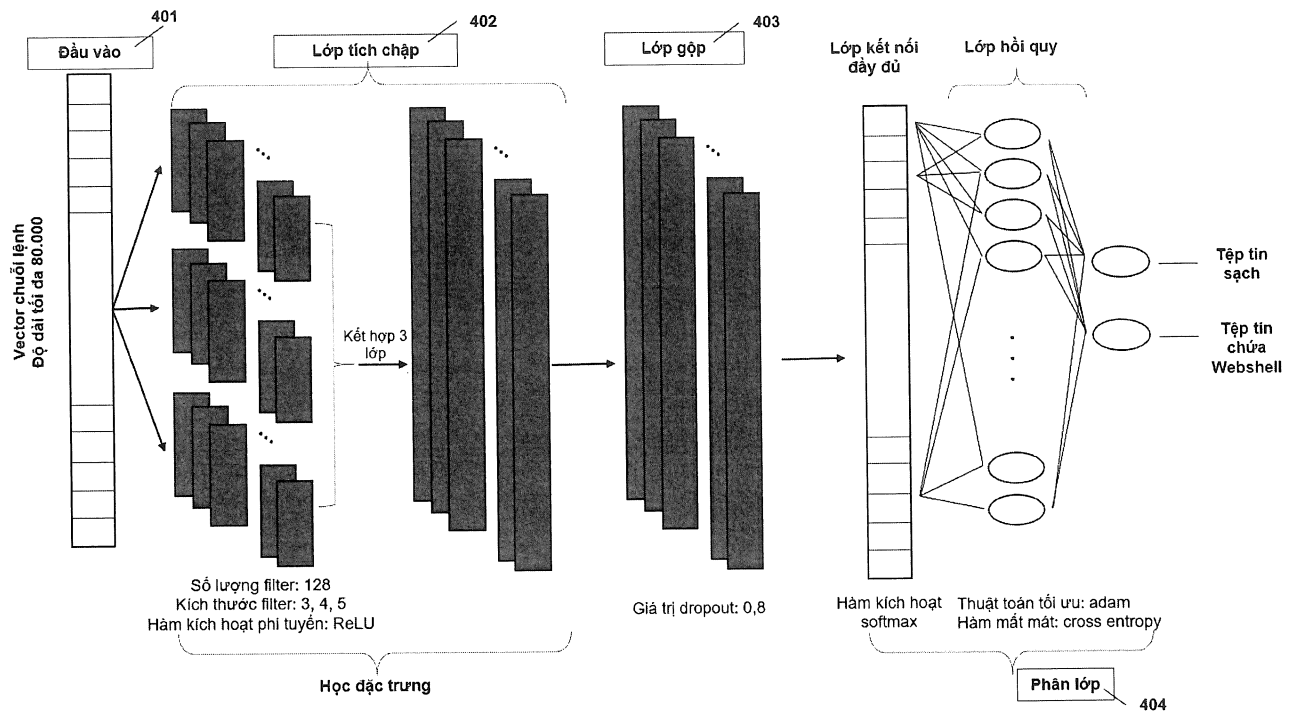 401
402
403
Đầu vào
Lớp tích chập
Lớp gộp
Lớp kết nối
đầy đủ
Lớp hồi quy
Vector chuỗi lệnh
Độ dài tối đa 80.000
Kết hợp 3
lớp
Tệp tin
sạch
Tệp tin
chứa
Webshell
Số lượng filter: 128
Kích thước filter: 3, 4, 5
Hàm kích hoạt phi tuyến: ReLU
Giá trị dropout: 0,8
Hàm kích hoạt
softmax
Thuật toán tối ưu: adam
Hàm mất mát: cross entropy
Học đặc trưng
Phân lớp
404